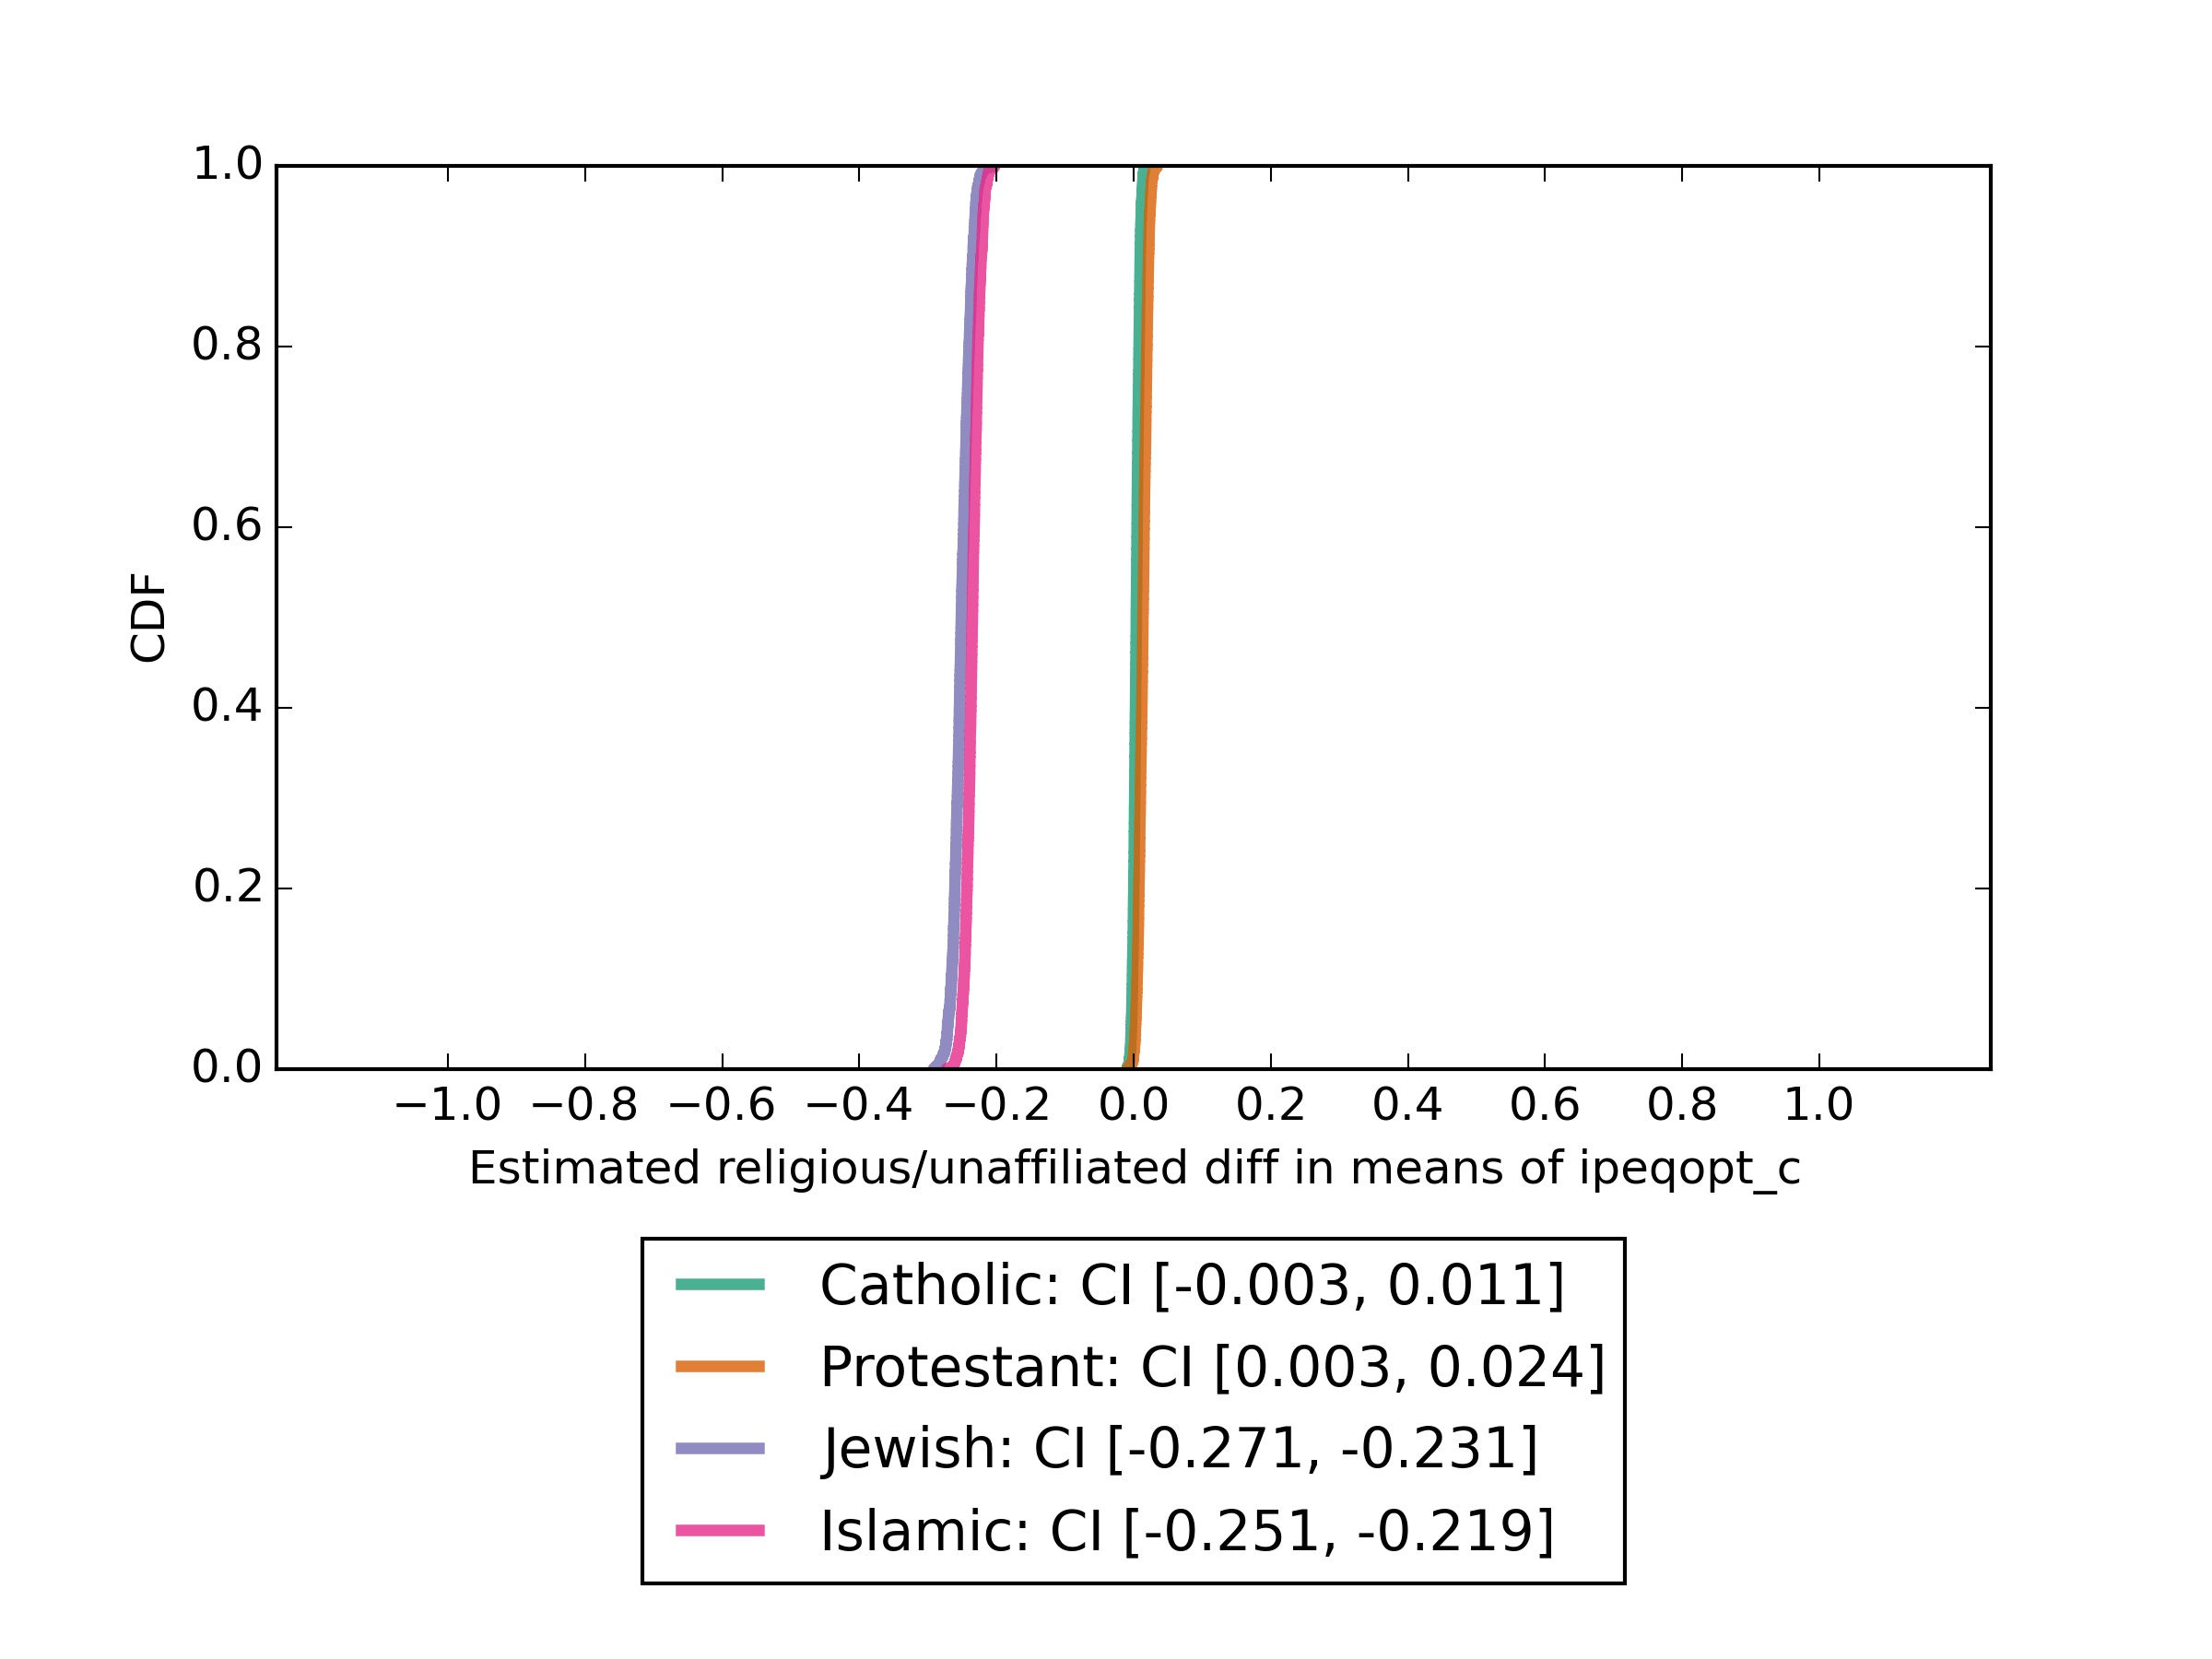 1.0
0.8
0.6
0.4
0.2
0.0
CDF
−1.0 −0.8 −0.6 −0.4 −0.2 0.0 0.2 0.4 0.6 0.8 1.0
Estimated religious/unaffiliated diff in means of ipeqopt_c
Catholic: CI [-0.003, 0.011]
Protestant: CI [0.003, 0.024]
Jewish: CI [-0.271, -0.231]
Islamic: CI [-0.251, -0.219]